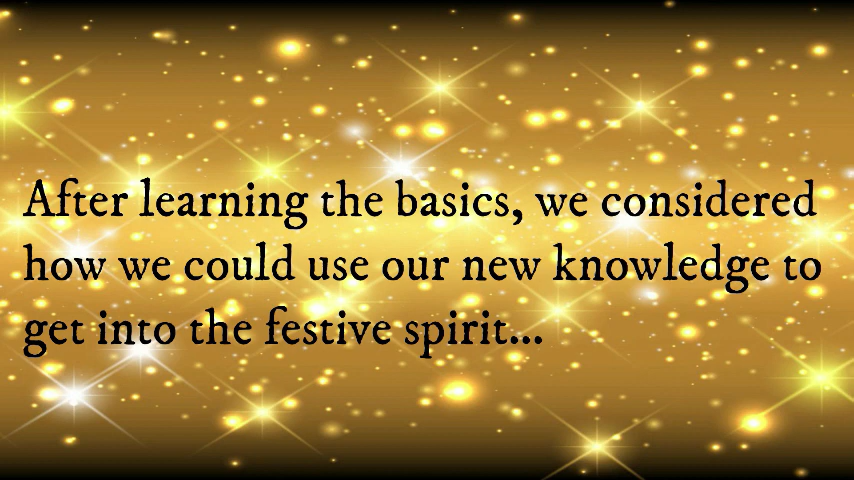 After learning the basics, we considered
how we could use our new knowledge to
get into the festive spirit...